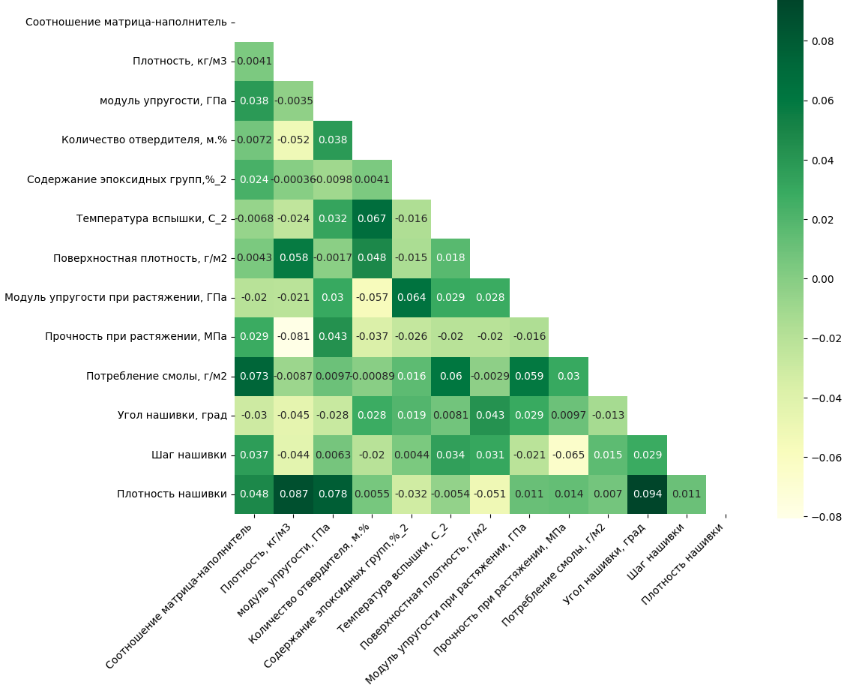 Соотношение матрица-наполнитель
Плотность, кг/м3 0.0041
модуль упругости, ГПа 0.038 -0.0035
Количество отвердителя, м.% 0.0072 -0.052 0.038
Содержание эпоксидных групп,%_2 0.024 -0.00036 -0.0098 0.0041
Температура вспышки, С_2 -0.0068 -0.024 0.032 0.067 -0.016
Поверхностная плотность, г/м2 0.0043 0.058 -0.0017 0.048 -0.015 0.018
Модуль упругости при растяжении, ГПа -0.02 -0.021 0.03 -0.057 0.064 0.029 0.028
Прочность при растяжении, МПа 0.029 -0.081 0.043 -0.037 -0.026 -0.02 -0.02 -0.016
Потребление смолы, г/м2 0.073 -0.0087 0.0097 -0.00089 0.016 0.06 -0.0029 0.059 0.03
Угол нашивки, град -0.03 -0.045 -0.028 0.028 0.019 0.0081 0.043 0.029 0.0097 -0.013
Шаг нашивки 0.037 -0.044 0.0063 -0.02 0.0044 0.034 0.031 -0.021 -0.065 0.015 0.029
Плотность нашивки 0.048 0.087 0.078 0.0055 -0.032 -0.0054 -0.051 0.011 0.014 0.007 0.094 0.011
Соотношение матрица-наполнитель
Плотность, кг/м3
модуль упругости, ГПа
Количество отвердителя, м.%
Содержание эпоксидных групп,%_2
Температура вспышки, С_2
Поверхностная плотность, г/м2
Модуль упругости при растяжении, ГПа
Прочность при растяжении, МПа
Потребление смолы, г/м2
Угол нашивки, град
Шаг нашивки
Плотность нашивки
0.08
0.06
0.04
0.02
0.00
−0.02
−0.04
−0.06
−0.08